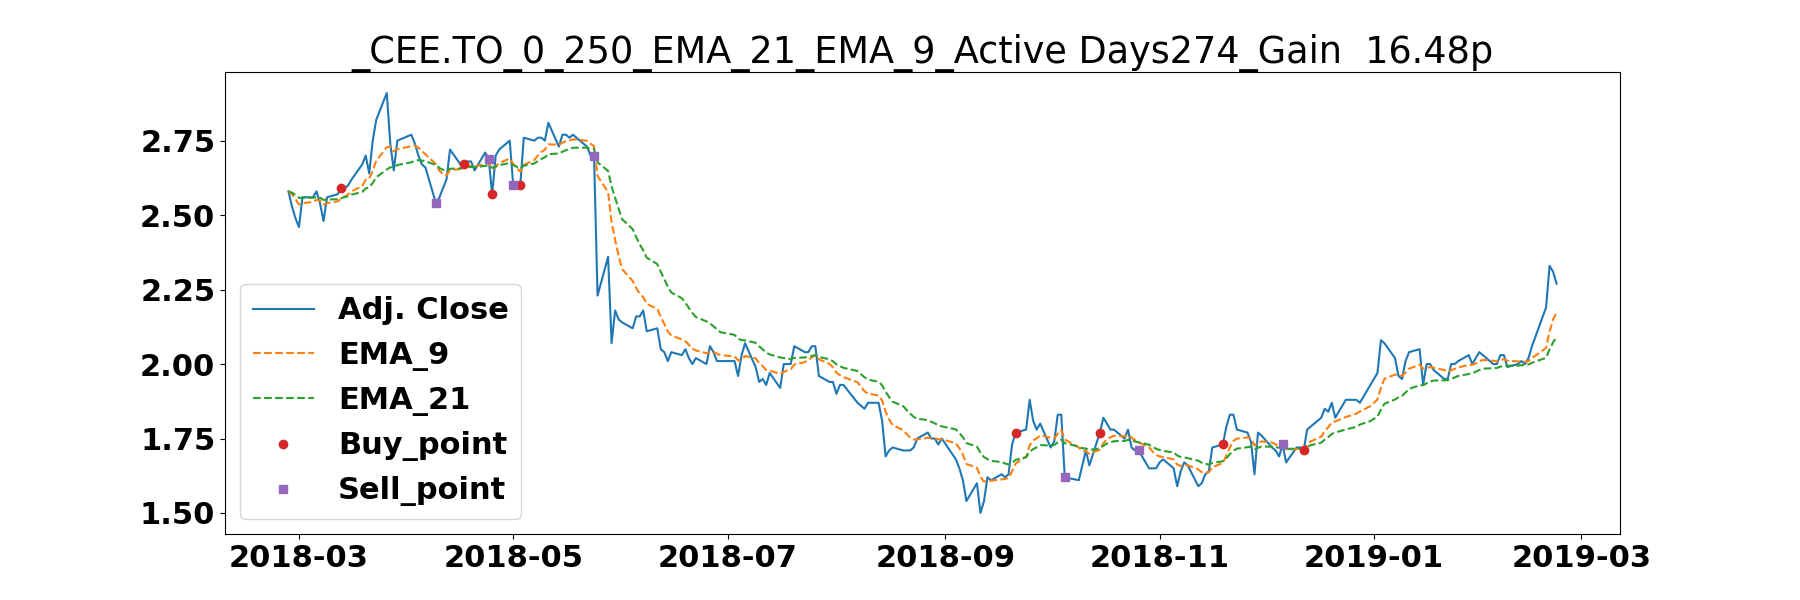 _CEE.TO_0_250_EMA_21_EMA_9_Active Days274_Gain  16.48p
2.75
2.50
2.25
2.00
1.75
1.50
Adj. Close
EMA_9
EMA_21
Buy_point
Sell_point
2018-03 2018-05 2018-07 2018-09 2018-11 2019-01 2019-03